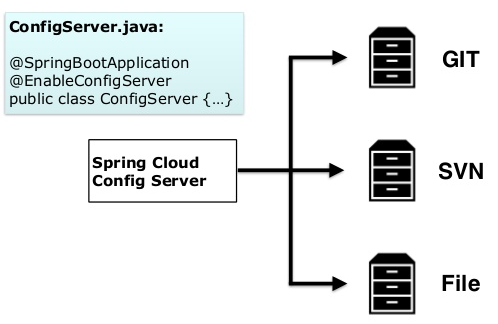 ConfigServer.java:
@SpringBootApplication
@EnableConfigServer
public class ConfigServer {…}
GIT
Spring Cloud
Config Server
SVN
File